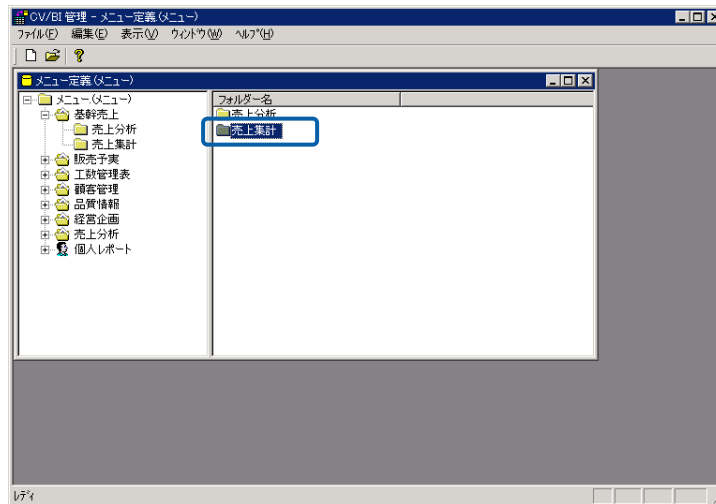 CV/BI 管理 - メニュー定義(メニュー)
ファイル(F) 編集(E) 表示(V) ウィンドウ(W) ヘルプ(H)
メニュー定義(メニュー)
メニュー.(メニュー)
基幹売上
売上分析
売上集計
販売予実
工数管理表
顧客管理
品質情報
経営企画
売上分析
個人レポート
フォルダー名
売上分析
売上集計
レディ